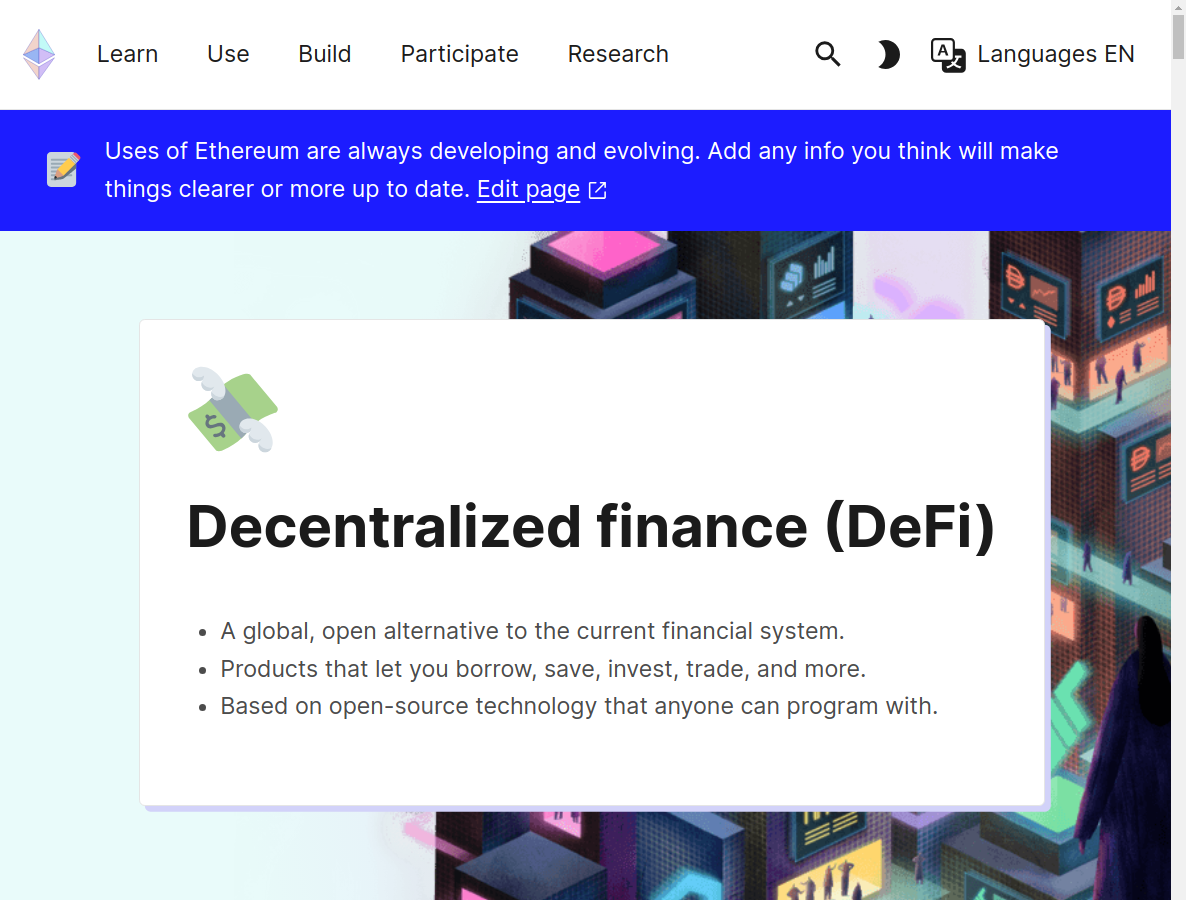 Learn
Use
Build
Participate
Research
Languages EN
Uses of Ethereum are always developing and evolving. Add any info you think will make
things clearer or more up to date. Edit page
$
Decentralized finance (DeFi)
A global, open alternative to the current financial system.
Products that let you borrow, save, invest, trade, and more.
Based on open-source technology that anyone can program with.